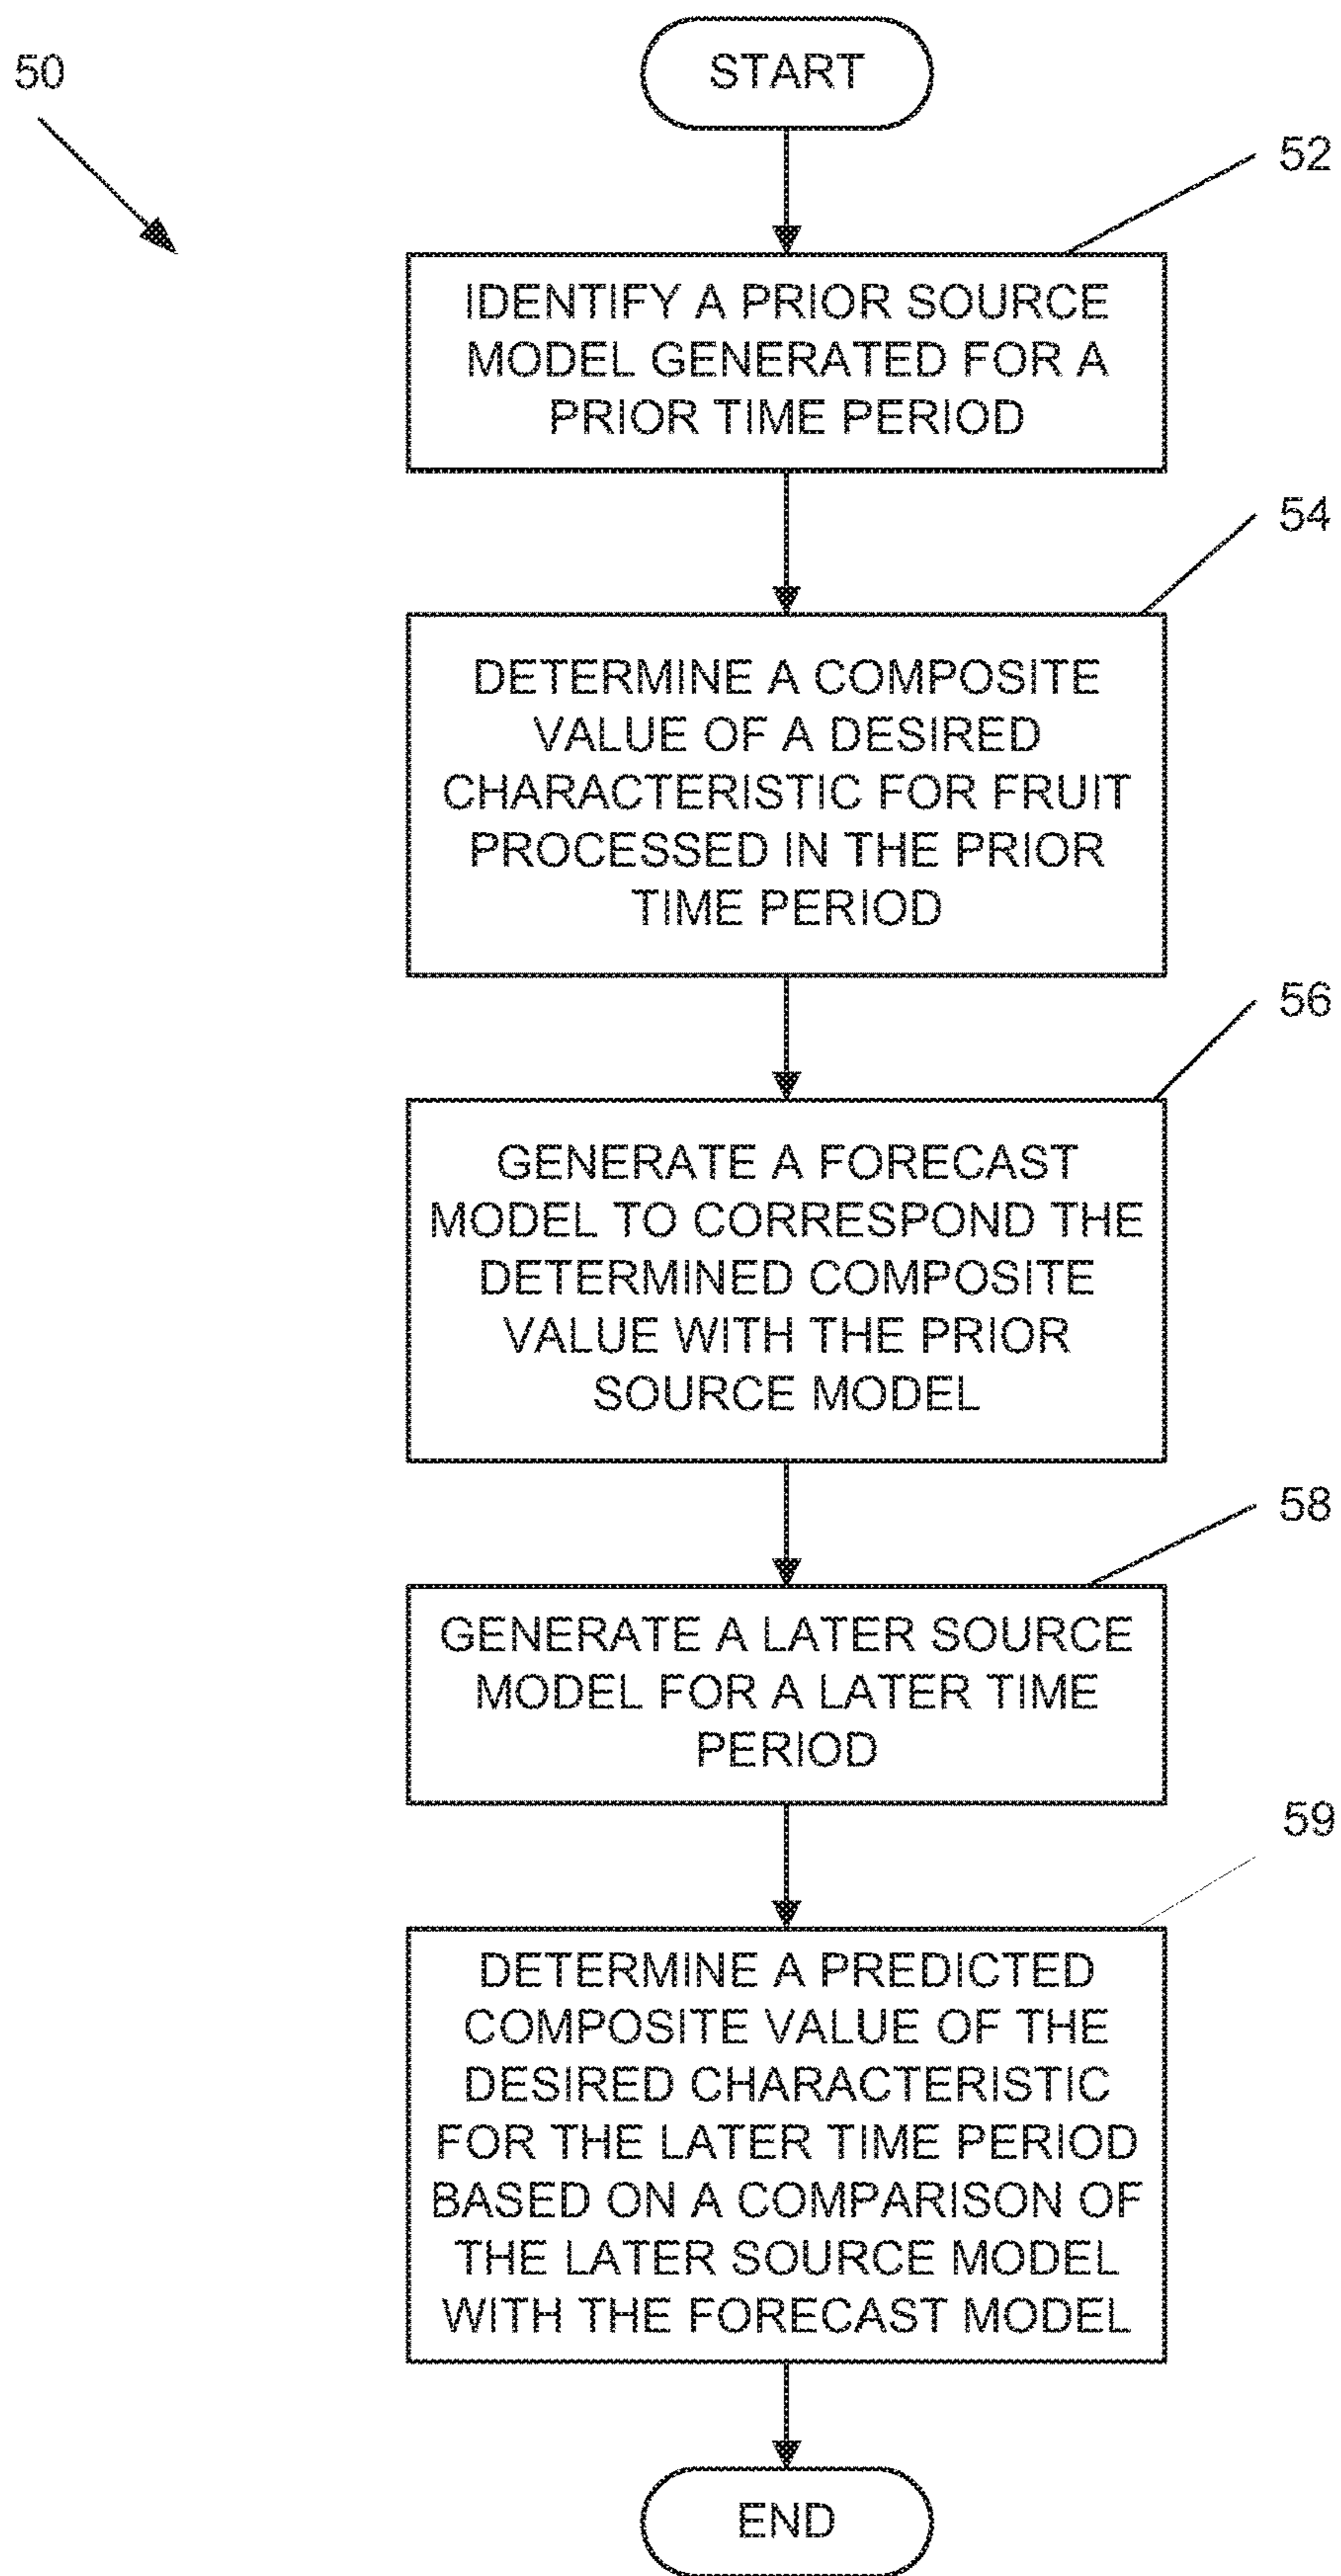 50
START
52
IDENTIFY A PRIOR SOURCE
MODEL GENERATED FOR A
PRIOR TIME PERIOD
54
DETERMINE A COMPOSITE
VALUE OF A DESIRED
CHARACTERISTIC FOR FRUIT
PROCESSED IN THE PRIOR
TIME PERIOD
56
GENERATE A FORECAST
MODEL TO CORRESPOND THE
DETERMINED COMPOSITE
VALUE WITH THE PRIOR
SOURCE MODEL
58
GENERATE A LATER SOURCE
MODEL FOR A LATER TIME
PERIOD
59
DETERMINE A PREDICTED
COMPOSITE VALUE OF THE
DESIRED CHARACTERISTIC
FOR THE LATER TIME PERIOD
BASED ON A COMPARISON OF
THE LATER SOURCE MODEL
WITH THE FORECAST MODEL
END